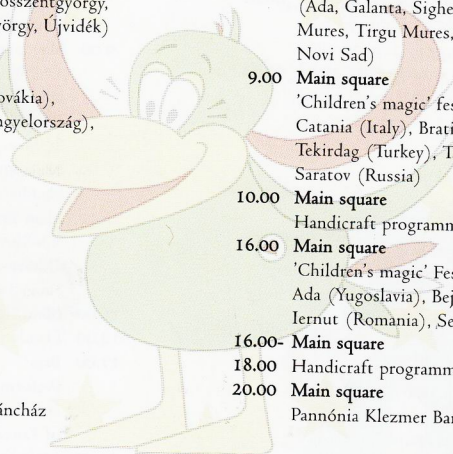 osszentgyörgy,
yörgy, Újvidék)
ovákia),
ngyelország),
áncház
(Ada, Galanta, Sighe
Mures, Tirgu Mures,
Novi Sad)
9.00 Main square
'Children's magic' fes
Catania (Italy), Brati
Tekirdag (Turkey), T
Saratov (Russia)
10.00 Main square
Handicraft programm
16.00 Main square
'Children's magic' Fes
Ada (Yugoslavia), Bej
Iernut (Romania), Se
16.00- Main square
18.00 Handicraft programm
20.00 Main square
Pannónia Klezmer Ban